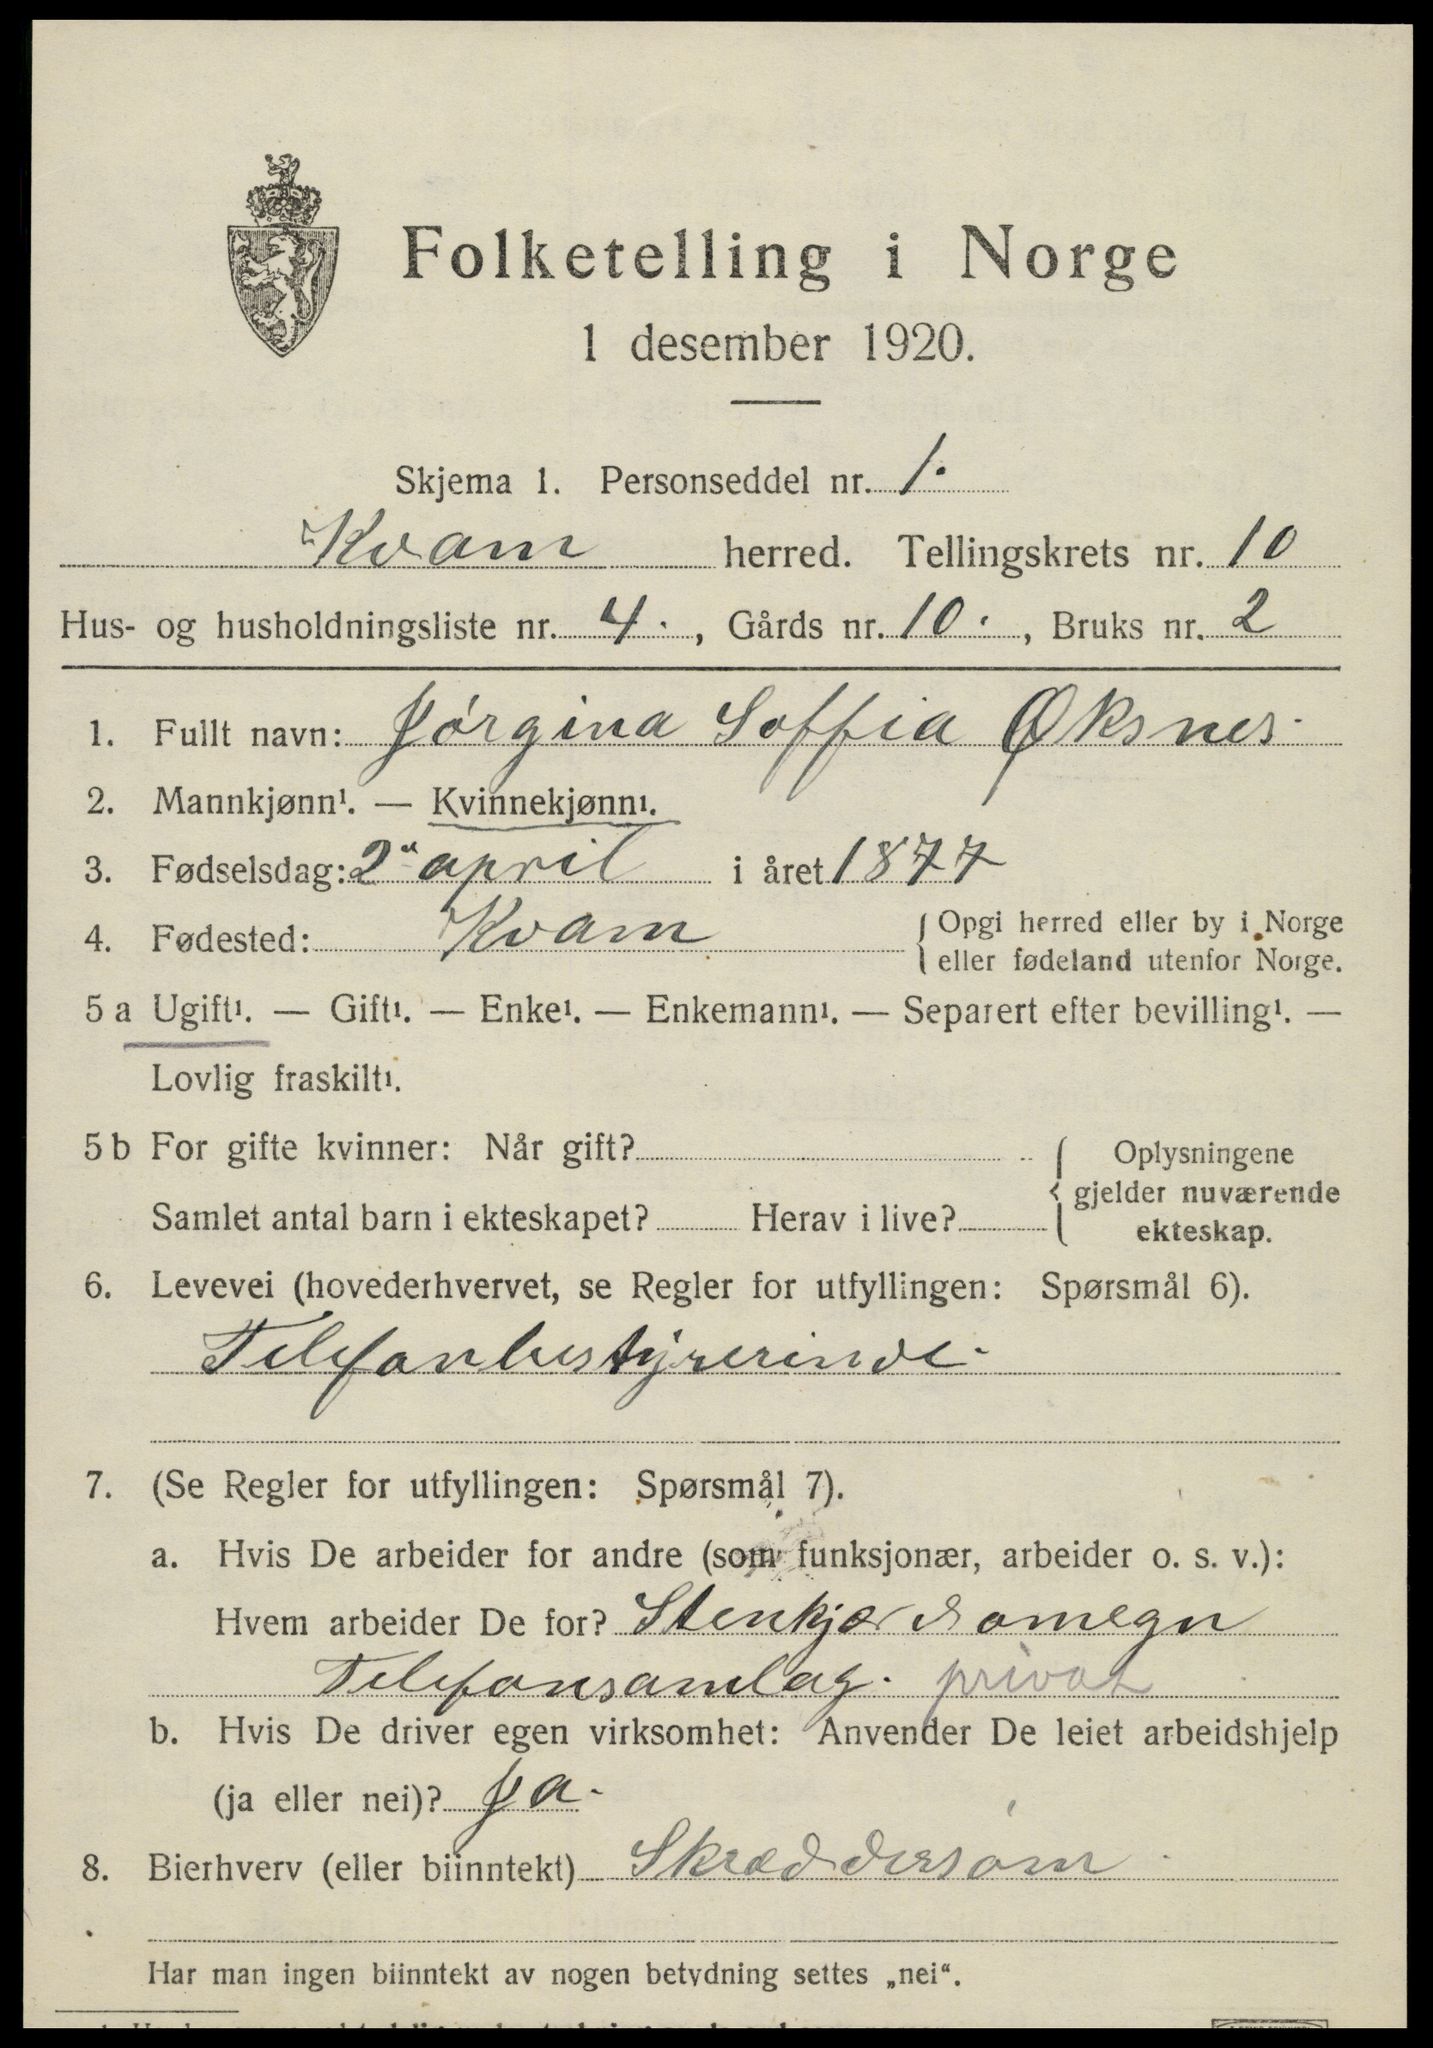 Folketelling i Norge
1 desember 1920.
Skjema 1. Personseddel nr. 1.
Kvam herred. Tellingskrets nr. 10
Hus- og husholdningsliste nr. 4., Gårds nr. 10., Bruks nr. 2
1. Fullt navn: Jørgina Soffia Øksnes.
2. Mannkjønn¹. — Kvinnekjønn¹.
3. Fødselsdag: 2" april i året 1877
4. Fødested: Kvam { Opgi herred eller by i Norge
eller fødeland utenfor Norge.
5 a Ugift¹. — Gift¹. — Enke¹. — Enkemann¹. — Separert efter bevilling¹. —
Lovlig fraskilt¹.
5 b For gifte kvinner: Når gift?
Samlet antal barn i ekteskapet? Herav i live?
{ Oplysningene
gjelder nuværende
ekteskap.
6. Levevei (hovederhvervet, se Regler for utfyllingen: Spørsmål 6).
Telefonbestyrerinde.
7. (Se Regler for utfyllingen: Spørsmål 7).
a. Hvis De arbeider for andre (som funksjonær, arbeider o. s. v.):
Hvem arbeider De for? Stenkjær & omegn
Telefonsamlag. privat
b. Hvis De driver egen virksomhet: Anvender De leiet arbeidshjelp
(ja eller nei)? Ja.
8. Bierhverv (eller biinntekt) Skræddersøm.
Har man ingen biinntekt av nogen betydning settes „nei“.